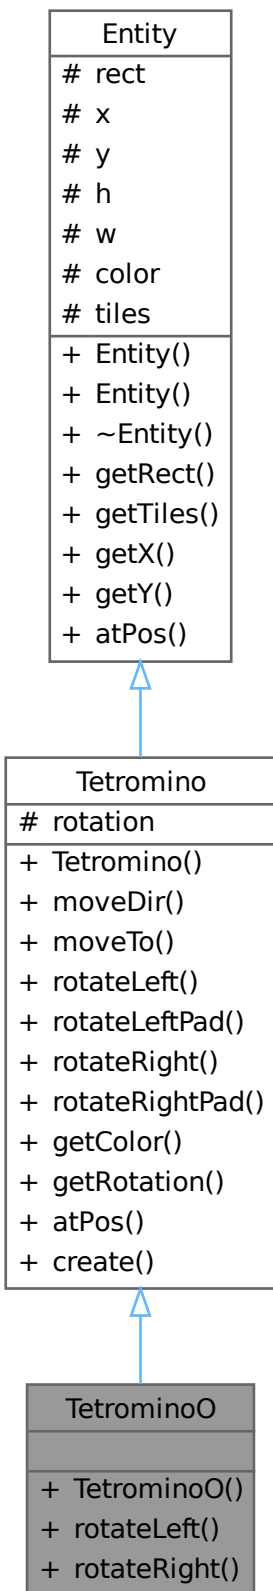 Entity
# rect
# x
# y
# h
# w
# color
# tiles
+ Entity()
+ Entity()
+ ~Entity()
+ getRect()
+ getTiles()
+ getX()
+ getY()
+ atPos()
Tetromino
# rotation
+ Tetromino()
+ moveDir()
+ moveTo()
+ rotateLeft()
+ rotateLeftPad()
+ rotateRight()
+ rotateRightPad()
+ getColor()
+ getRotation()
+ atPos()
+ create()
TetrominoO
+ TetrominoO()
+ rotateLeft()
+ rotateRight()